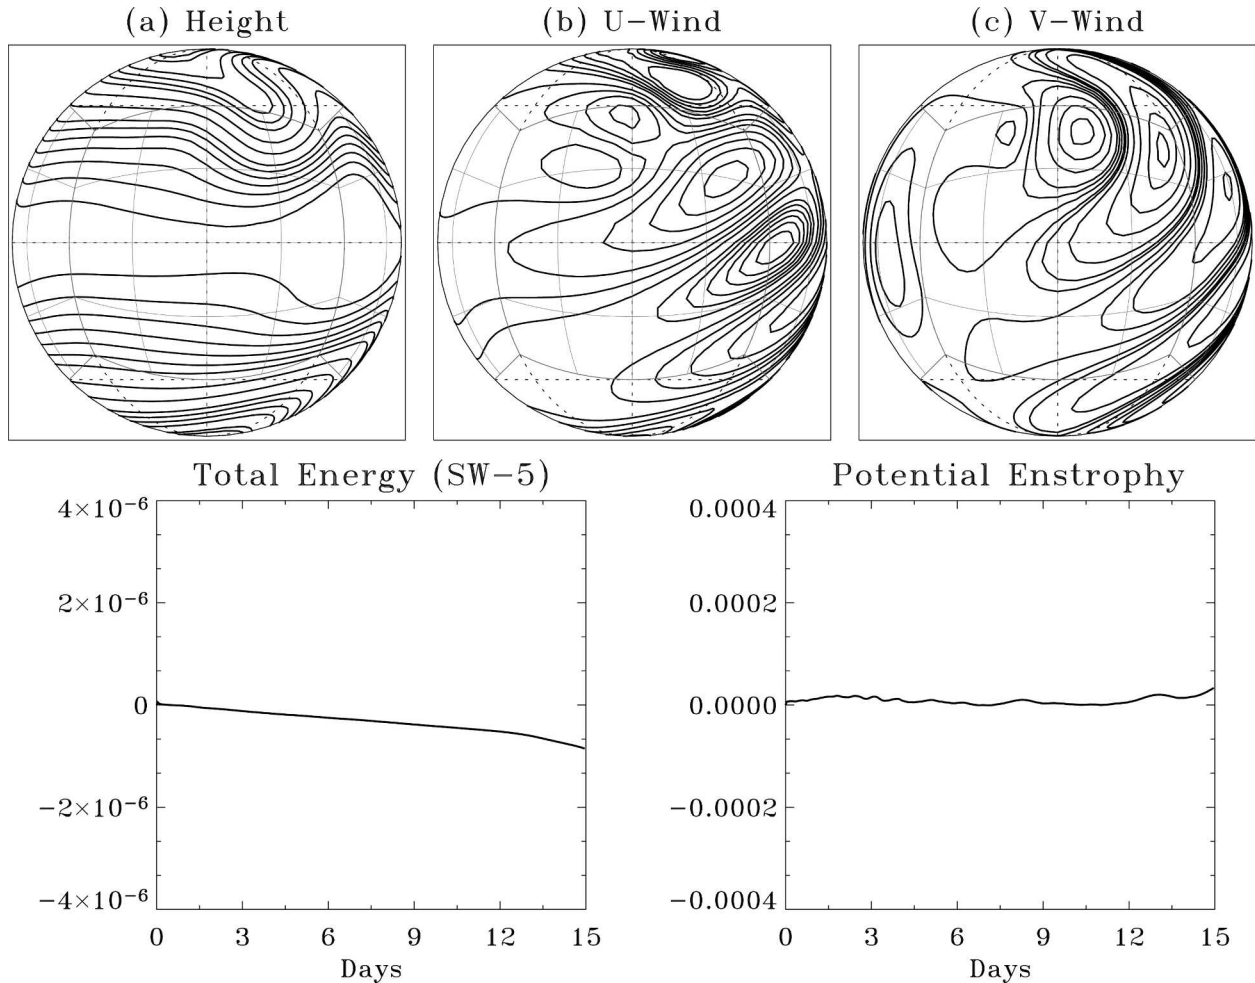 (a) Height
(b) U-Wind
(c) V-Wind
Total Energy (SW-5)
4×10⁻⁶
2×10⁻⁶
0
−2×10⁻⁶
−4×10⁻⁶
0 3 6 9 12 15
Days
Potential Enstrophy
0.0004
0.0002
0.0000
−0.0002
−0.0004
0 3 6 9 12 15
Days